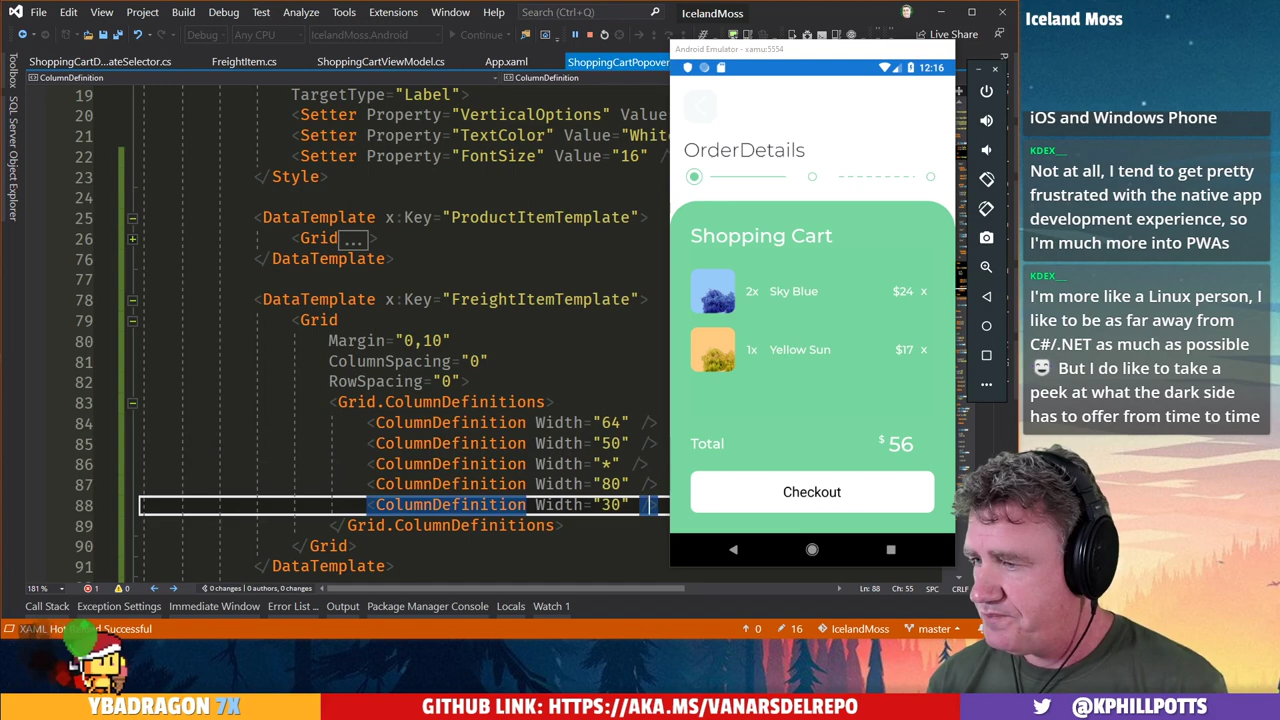 File Edit View Project Build Debug Test Analyze Tools Extensions Window Help Search (Ctrl+Q) IcelandMoss
Debug Any CPU IcelandMoss.Android Continue Live Share
ShoppingCartD...ateSelector.cs FreightItem.cs ShoppingCartViewModel.cs App.xaml ShoppingCartPopover
ColumnDefinition ColumnDefinition
Toolbox
SQL Server Object Explorer
19 TargetType="Label">
20 <Setter Property="VerticalOptions" Value
21 <Setter Property="TextColor" Value="Whit
22 <Setter Property="FontSize" Value="16" /
23 </Style>
24
25 <DataTemplate x:Key="ProductItemTemplate">
26 <Grid...>
76 </DataTemplate>
77
78 <DataTemplate x:Key="FreightItemTemplate">
79 <Grid
80 Margin="0,10"
81 ColumnSpacing="0"
82 RowSpacing="0">
83 <Grid.ColumnDefinitions>
84 <ColumnDefinition Width="64" />
85 <ColumnDefinition Width="50" />
86 <ColumnDefinition Width="*" />
87 <ColumnDefinition Width="80" />
88 <ColumnDefinition Width="30" />
89 </Grid.ColumnDefinitions>
90 </Grid>
91 </DataTemplate>
181 % 1 0 0 changes | 0 authors, 0 changes Ln: 88 Ch: 55 SPC CRLF
Call Stack Exception Settings Immediate Window Error List ... Output Package Manager Console Locals Watch 1
XAML Hot Successful 0 16 IcelandMoss master
Android Emulator - xamu:5554
12:16
OrderDetails
Shopping Cart
2x Sky Blue $24 x
1x Yellow Sun $17 x
Total $ 56
Checkout
Iceland Moss
iOS and Windows Phone
KDEX__
Not at all, I tend to get pretty
frustrated with the native app
development experience, so
I'm much more into PWAs
KDEX__
I'm more like a Linux person, I
like to be as far away from
C#/.NET as much as possible
But I do like to take a
peek at what the dark side
has to offer from time to time
YBADRAGON 7X
GITHUB LINK: HTTPS://AKA.MS/VANARSDELREPO
@KPHILLPOTTS